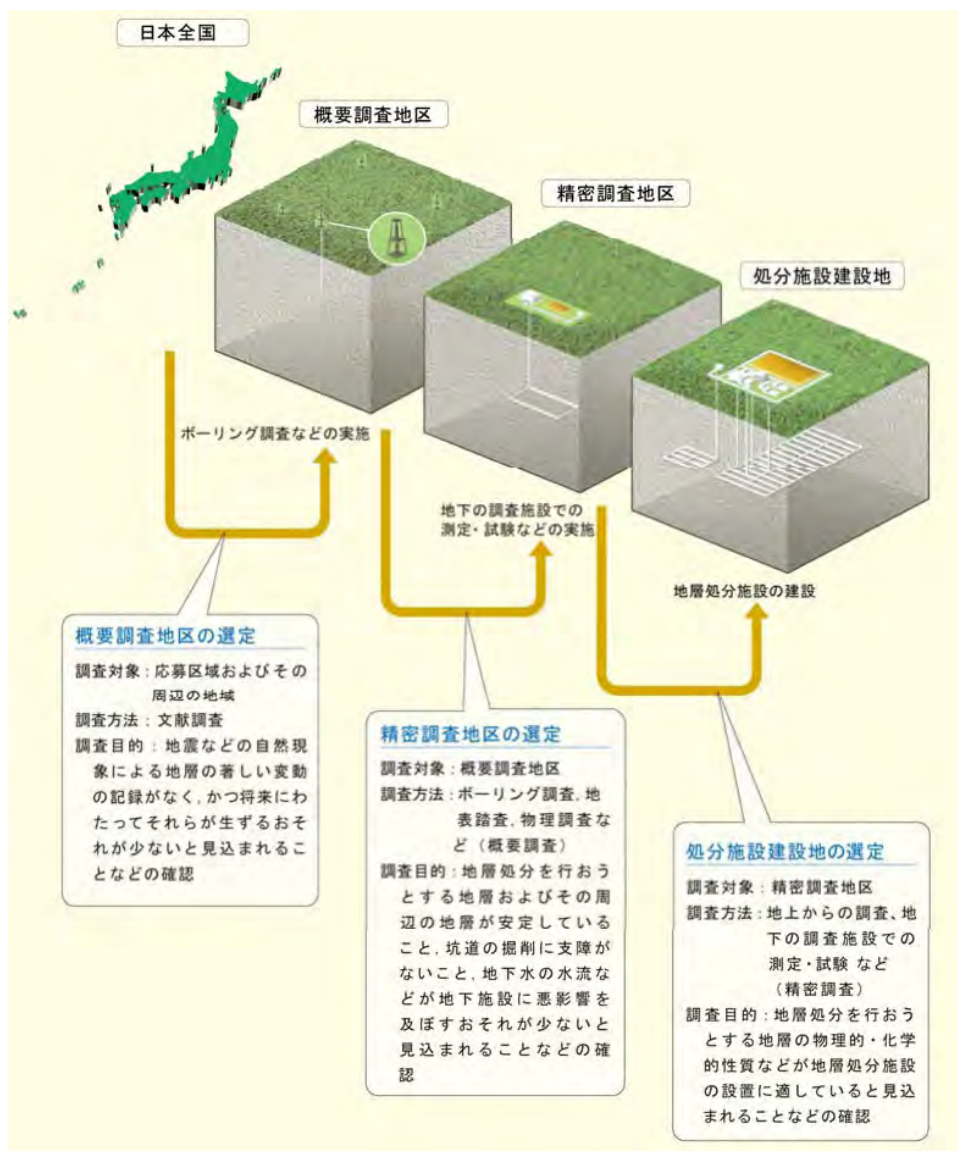 日本全国
概要調査地区
精密調査地区
処分施設建設地
ボーリング調査などの実施
地下の調査施設での
測定・試験などの実施
地層処分施設の建設
概要調査地区の選定
調査対象：応募区域およびその
周辺の地域
調査方法：文献調査
調査目的：地震などの自然現
象による地層の著しい変動
の記録がなく，かつ将来にわ
たってそれらが生ずるおそ
れが少ないと見込まれるこ
となどの確認
精密調査地区の選定
調査対象：概要調査地区
調査方法：ボーリング調査，地
表踏査，物理調査な
ど（概要調査）
調査目的：地層処分を行おう
とする地層およびその周
辺の地層が安定している
こと，坑道の掘削に支障が
ないこと，地下水の水流な
どが地下施設に悪影響を
及ぼすおそれが少ないと
見込まれることなどの確
認
処分施設建設地の選定
調査対象：精密調査地区
調査方法：地上からの調査、地
下の調査施設での
測定・試験 など
（精密調査）
調査目的：地層処分を行おう
とする地層の物理的・化学
的性質などが地層処分施設
の設置に適していると見込
まれることなどの確認